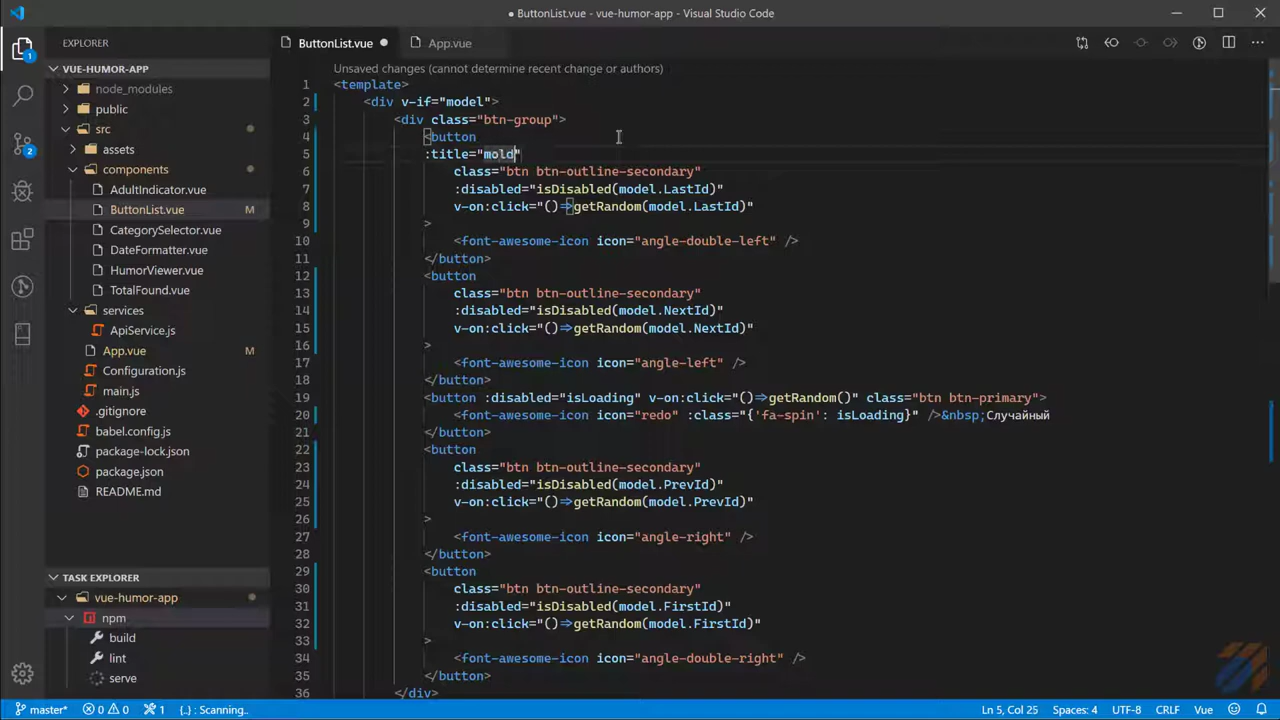 ● ButtonList.vue - vue-humor-app - Visual Studio Code
EXPLORER
ButtonList.vue
App.vue
1
VUE-HUMOR-APP
node_modules
public
src
assets
components
AdultIndicator.vue
ButtonList.vue M
CategorySelector.vue
DateFormatter.vue
HumorViewer.vue
TotalFound.vue
services
ApiService.js
App.vue M
Configuration.js
main.js
.gitignore
babel.config.js
package-lock.json
package.json
README.md
TASK EXPLORER
vue-humor-app
npm
build
lint
serve
Unsaved changes (cannot determine recent change or authors)
1 <template>
2 <div v-if="model">
3 <div class="btn-group">
4 <button
5 :title="mold"
6 class="btn btn-outline-secondary"
7 :disabled="isDisabled(model.LastId)"
8 v-on:click="()=>getRandom(model.LastId)"
9 >
10 <font-awesome-icon icon="angle-double-left" />
11 </button>
12 <button
13 class="btn btn-outline-secondary"
14 :disabled="isDisabled(model.NextId)"
15 v-on:click="()=>getRandom(model.NextId)"
16 >
17 <font-awesome-icon icon="angle-left" />
18 </button>
19 <button :disabled="isLoading" v-on:click="()=>getRandom()" class="btn btn-primary">
20 <font-awesome-icon icon="redo" :class="{'fa-spin': isLoading}" />&nbsp;Случайный
21 </button>
22 <button
23 class="btn btn-outline-secondary"
24 :disabled="isDisabled(model.PrevId)"
25 v-on:click="()=>getRandom(model.PrevId)"
26 >
27 <font-awesome-icon icon="angle-right" />
28 </button>
29 <button
30 class="btn btn-outline-secondary"
31 :disabled="isDisabled(model.FirstId)"
32 v-on:click="()=>getRandom(model.FirstId)"
33 >
34 <font-awesome-icon icon="angle-double-right" />
35 </button>
36 </div>
master* 0 0 1 {..} : Scanning.. Ln 5, Col 25 Spaces: 4 UTF-8 CRLF Vue